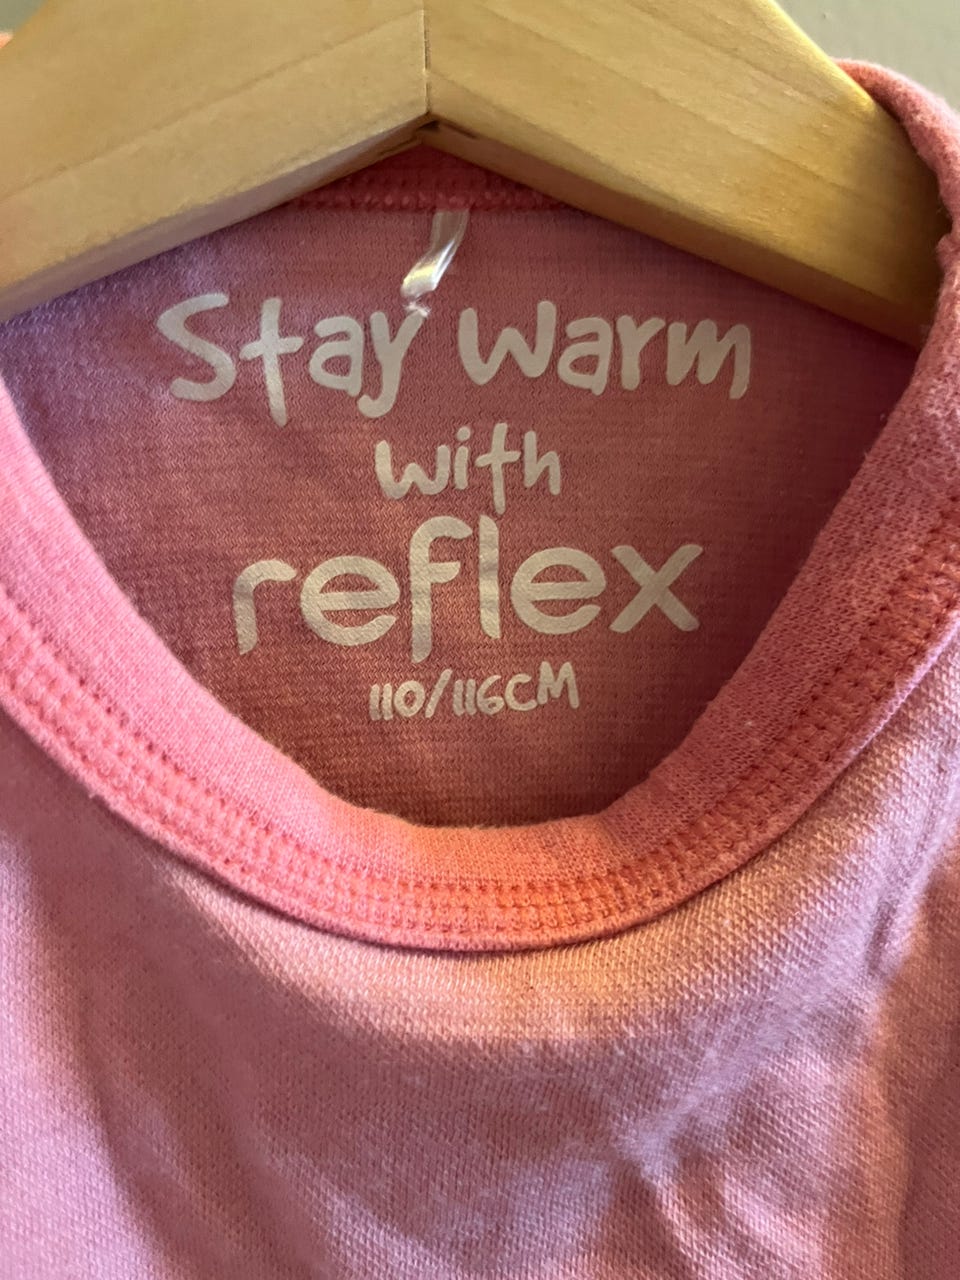 Stay warm
with
reflex
110/116CM